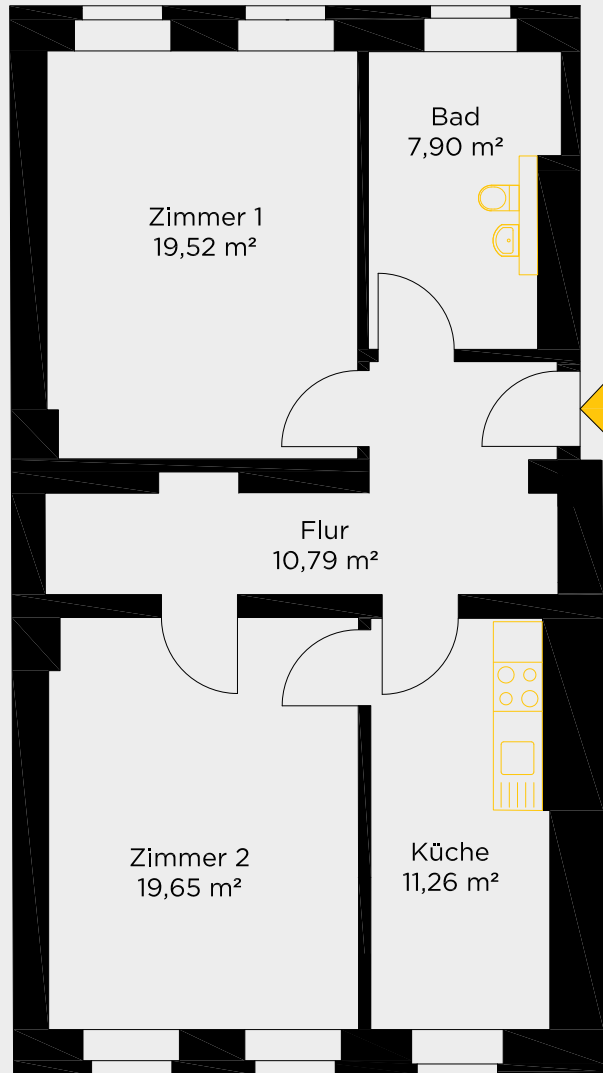 Zimmer 1
19,52 m²
Bad
7,90 m²
Flur
10,79 m²
Zimmer 2
19,65 m²
Küche
11,26 m²